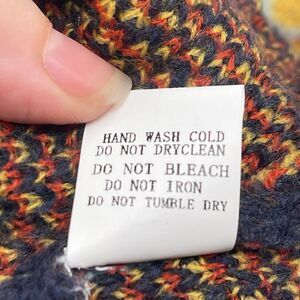 HAND WASH COLD
DO NOT DRYCLEAN
DO NOT BLEACH
DO NOT IRON
DO NOT TUMBLE DRY